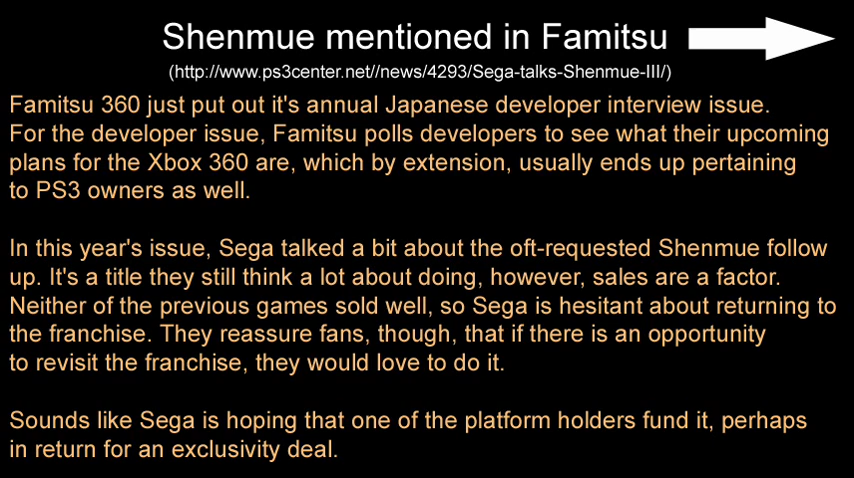 Shenmue mentioned in Famitsu
(http://www.ps3center.net//news/4293/Sega-talks-Shenmue-III/)
Famitsu 360 just put out it's annual Japanese developer interview issue.
For the developer issue, Famitsu polls developers to see what their upcoming
plans for the Xbox 360 are, which by extension, usually ends up pertaining
to PS3 owners as well.
In this year's issue, Sega talked a bit about the oft-requested Shenmue follow
up. It's a title they still think a lot about doing, however, sales are a factor.
Neither of the previous games sold well, so Sega is hesitant about returning to
the franchise. They reassure fans, though, that if there is an opportunity
to revisit the franchise, they would love to do it.
Sounds like Sega is hoping that one of the platform holders fund it, perhaps
in return for an exclusivity deal.